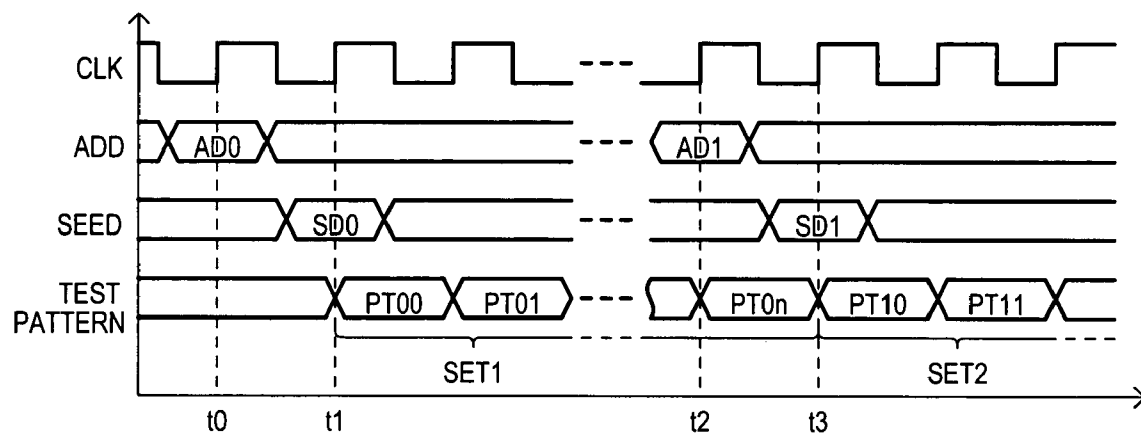 CLK
ADD AD0 AD1
SEED SD0 SD1
TEST
PATTERN PT00 PT01 PT0n PT10 PT11
SET1 SET2
t0 t1 t2 t3